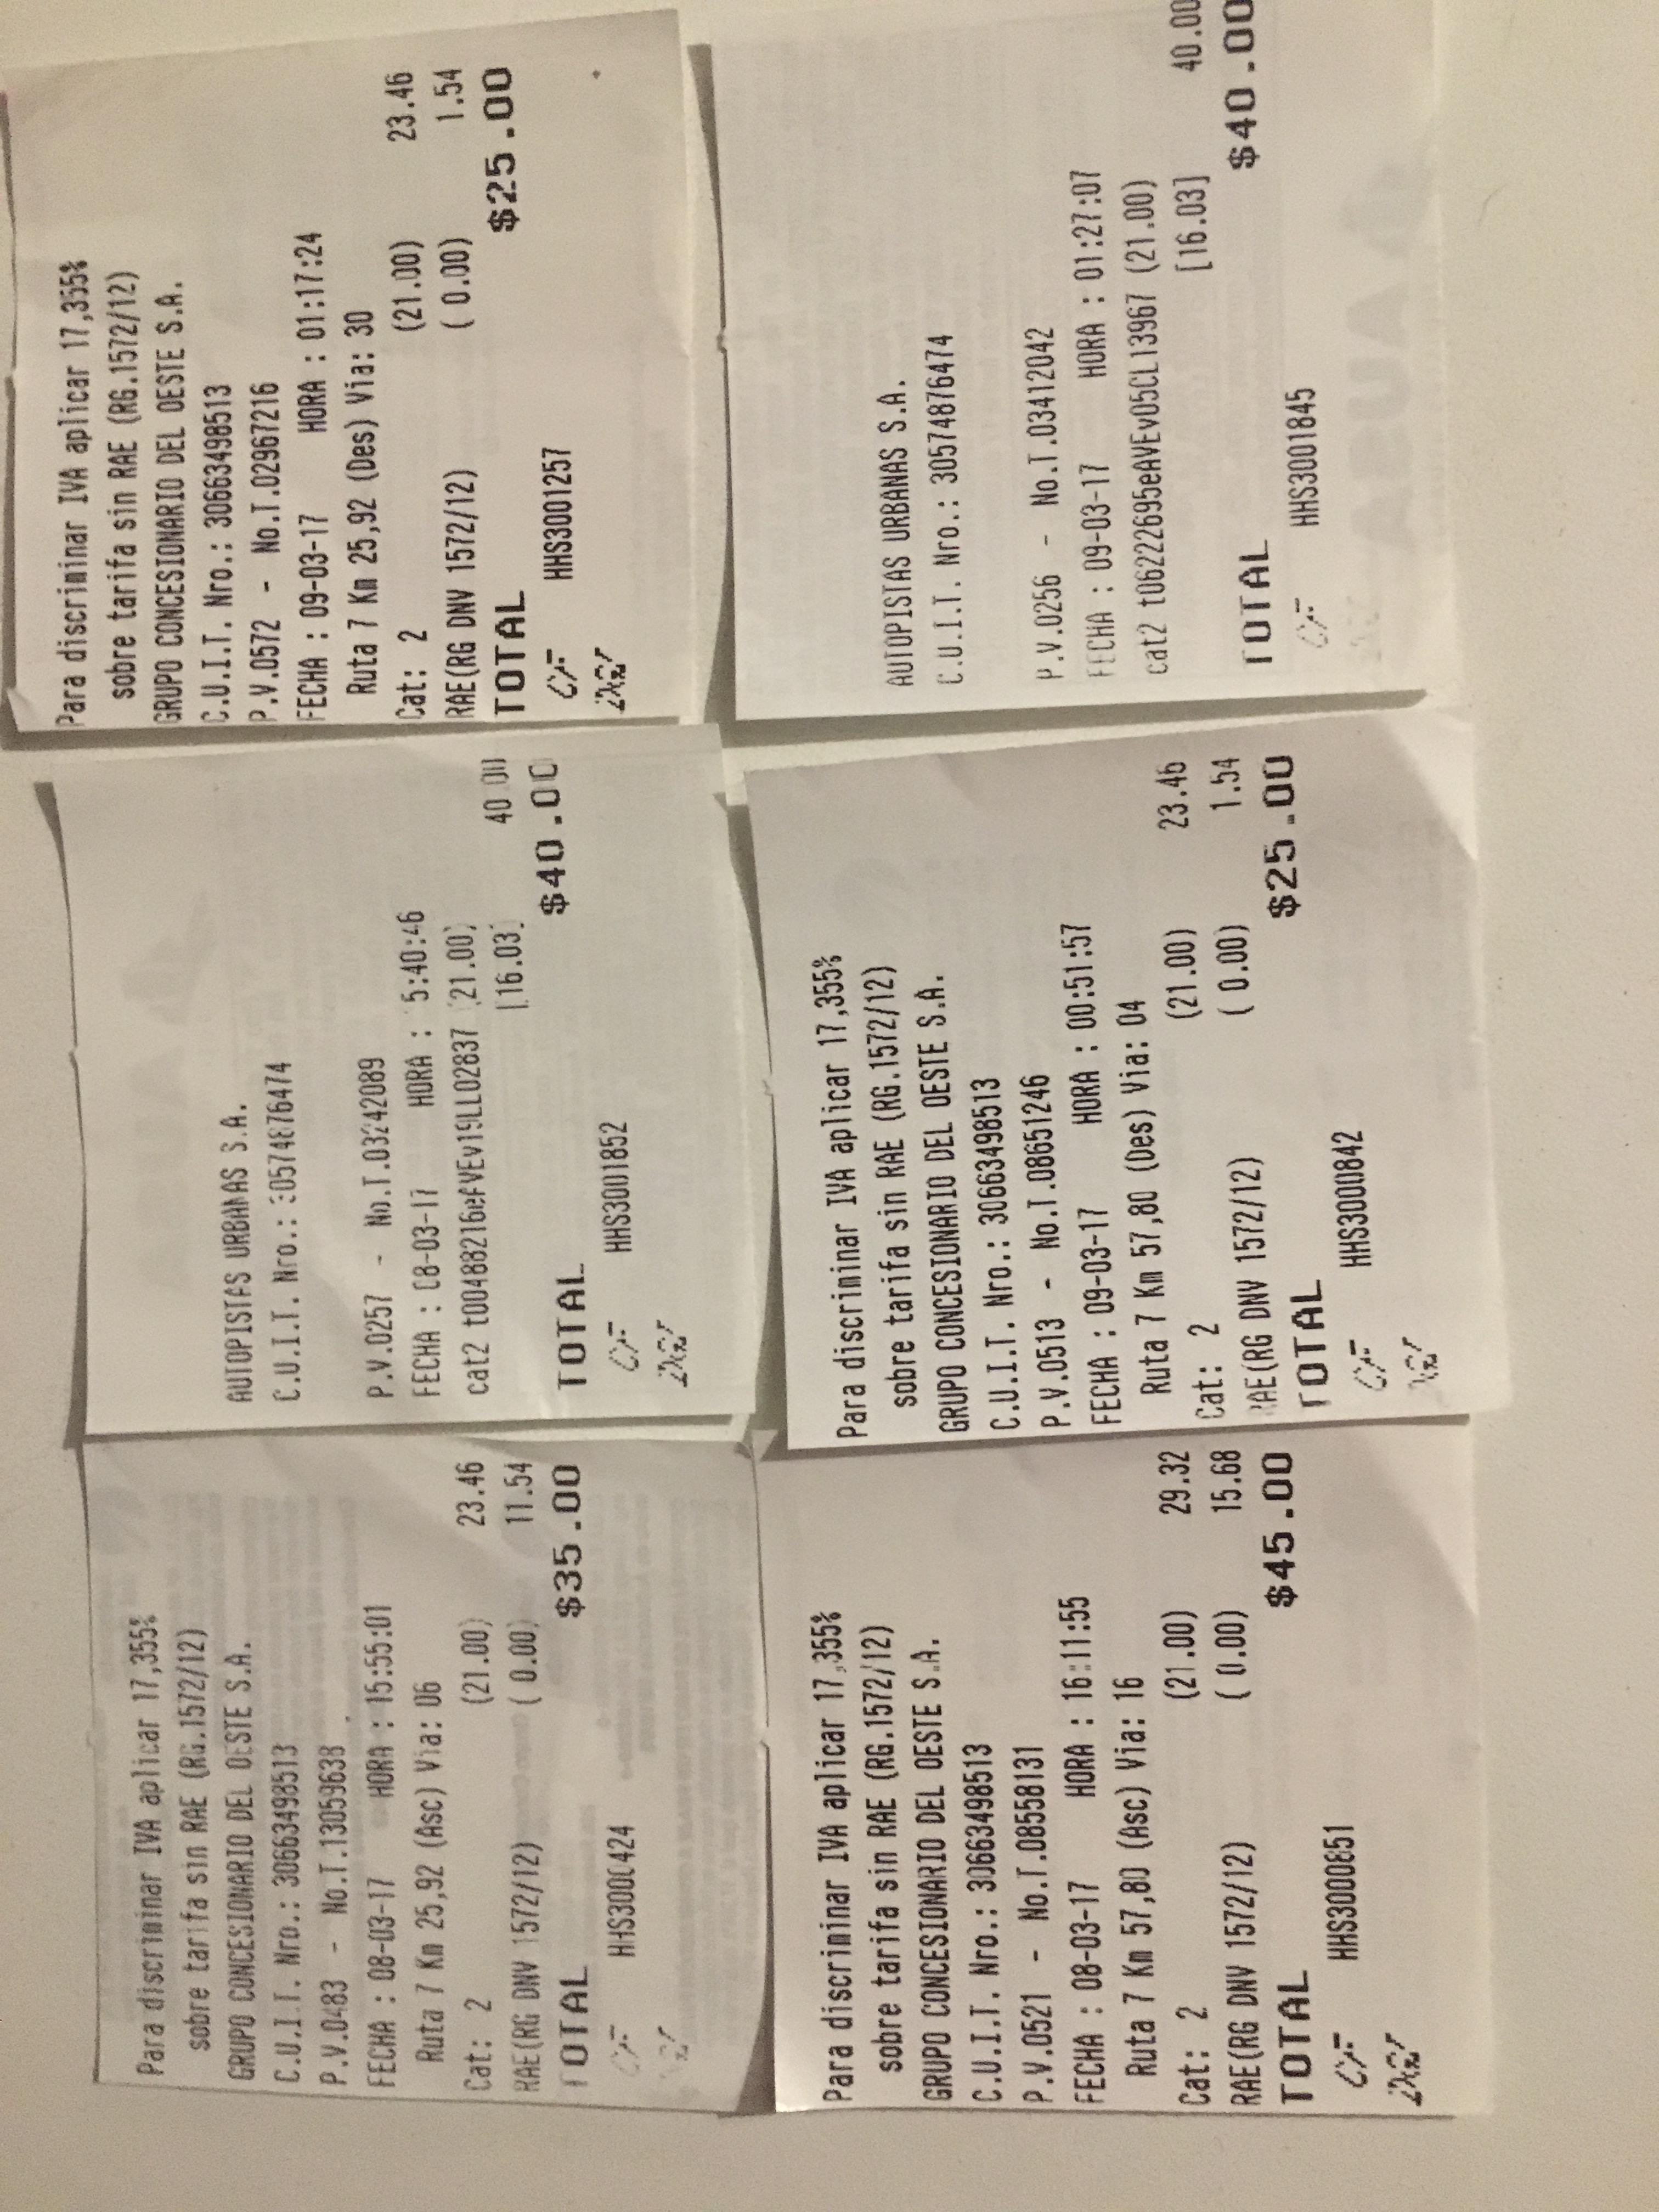 Para discriminar IVA aplicar 17,355%
sobre tarifa sin RAE (RG.1572/12)
GRUPO CONCESIONARIO DEL OESTE S.A.
C.U.I.T. Nro.: 30663498513
P.V.0483 - No.T.13059638
FECHA : 08-03-17 HORA : 15:55:01
Ruta 7 Km 25,92 (Asc) Via: 06
Cat: 2 (21.00) 23.46
RAE(RG DNV 1572/12) ( 0.00) 11.54
TOTAL $35.00
CF HHS3000424
AUTOPISTAS URBANAS S.A.
C.U.I.T. Nro.: 30574876474
P.V.0257 - No.T.03242089
FECHA : 08-03-17 HORA : 5:40:46
cat2 t00488216eAVEv19LL02837 (21.00)
[16.03] 40.00
TOTAL $40.00
CF HHS3001852
DGI
Para discriminar IVA aplicar 17,355%
sobre tarifa sin RAE (RG.1572/12)
GRUPO CONCESIONARIO DEL OESTE S.A.
C.U.I.T. Nro.: 30663498513
P.V.0572 - No.T.02967216
FECHA : 09-03-17 HORA : 01:17:24
Ruta 7 Km 25,92 (Des) Via: 30
Cat: 2 (21.00) 23.46
RAE(RG DNV 1572/12) ( 0.00) 1.54
TOTAL $25.00
CF HHS3001257
DGI
Para discriminar IVA aplicar 17,355%
sobre tarifa sin RAE (RG.1572/12)
GRUPO CONCESIONARIO DEL OESTE S.A.
C.U.I.T. Nro.: 30663498513
P.V.0521 - No.T.08558131
FECHA : 08-03-17 HORA : 16:11:55
Ruta 7 Km 57,80 (Asc) Via: 16
Cat: 2 (21.00) 29.32
RAE(RG DNV 1572/12) ( 0.00) 15.68
TOTAL $45.00
CF HHS3000851
DGI
Para discriminar IVA aplicar 17,355%
sobre tarifa sin RAE (RG.1572/12)
GRUPO CONCESIONARIO DEL OESTE S.A.
C.U.I.T. Nro.: 30663498513
P.V.0513 - No.T.08651246
FECHA : 09-03-17 HORA : 00:51:57
Ruta 7 Km 57,80 (Des) Via: 04
Cat: 2 (21.00) 23.46
RAE(RG DNV 1572/12) ( 0.00) 1.54
TOTAL $25.00
CF HHS3000842
DGI
AUTOPISTAS URBANAS S.A.
C.U.I.T. Nro.: 30574876474
P.V.0256 - No.T.03412042
FECHA : 09-03-17 HORA : 01:27:07
cat2 t06222695eAVEv05CL13967 (21.00)
[16.03] 40.00
TOTAL $40.00
CF HHS3001845
AUSA